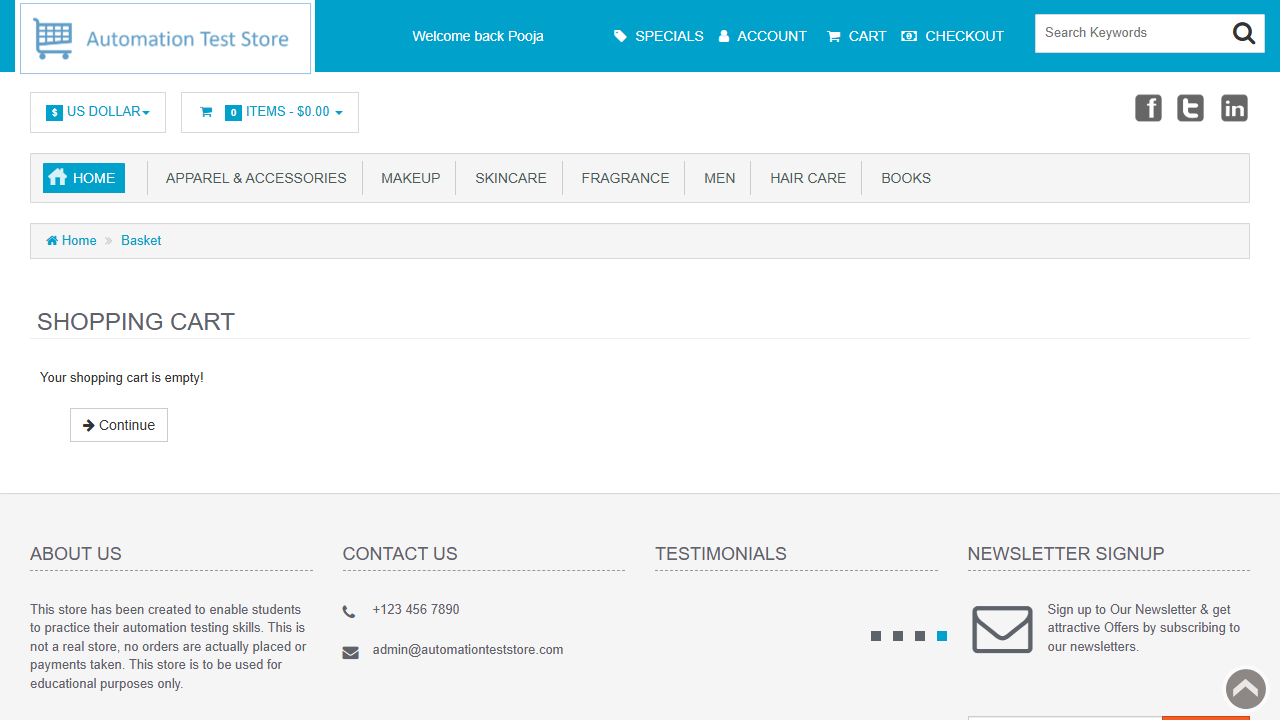 Automation Test Store
Welcome back Pooja
SPECIALS
ACCOUNT
CART
CHECKOUT
Search Keywords
$ US DOLLAR
0 ITEMS - $0.00
f t in
HOME
APPAREL & ACCESSORIES
MAKEUP
SKINCARE
FRAGRANCE
MEN
HAIR CARE
BOOKS
Home » Basket
SHOPPING CART
Your shopping cart is empty!
Continue
ABOUT US
This store has been created to enable students
to practice their automation testing skills. This is
not a real store, no orders are actually placed or
payments taken. This store is to be used for
educational purposes only.
CONTACT US
+123 456 7890
admin@automationteststore.com
TESTIMONIALS
NEWSLETTER SIGNUP
Sign up to Our Newsletter & get
attractive Offers by subscribing to
our newsletters.